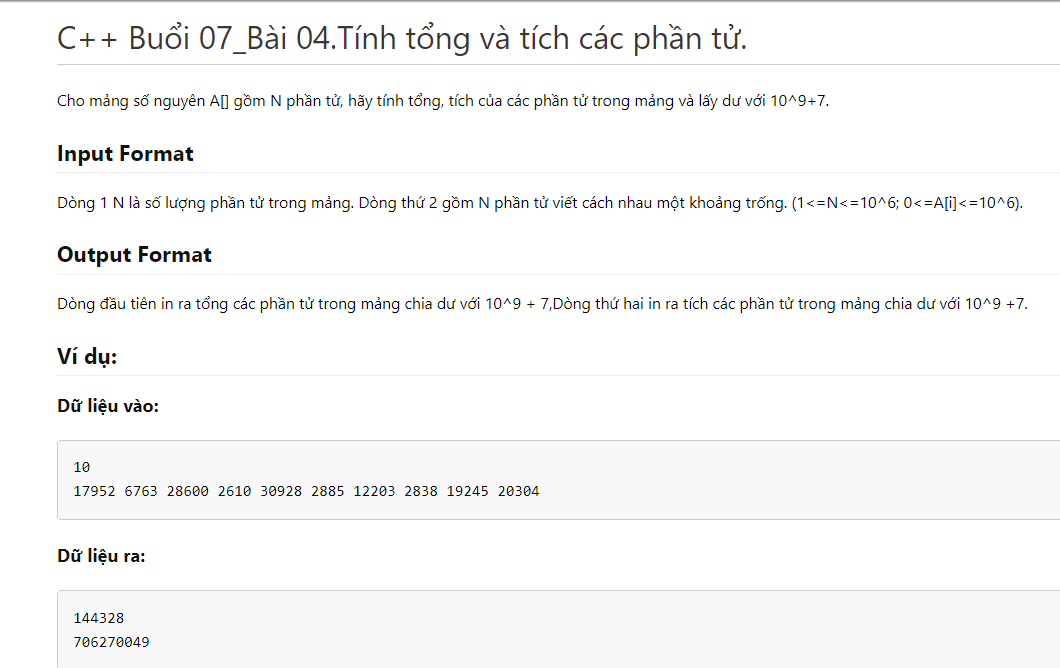 C++ Buổi 07_Bài 04.Tính tổng và tích các phần tử.
Cho mảng số nguyên A[] gồm N phần tử, hãy tính tổng, tích của các phần tử trong mảng và lấy dư với 10^9+7.
Input Format
Dòng 1 N là số lượng phần tử trong mảng. Dòng thứ 2 gồm N phần tử viết cách nhau một khoảng trống. (1<=N<=10^6; 0<=A[i]<=10^6).
Output Format
Dòng đầu tiên in ra tổng các phần tử trong mảng chia dư với 10^9 + 7,Dòng thứ hai in ra tích các phần tử trong mảng chia dư với 10^9 +7.
Ví dụ:
Dữ liệu vào:
10
17952 6763 28600 2610 30928 2885 12203 2838 19245 20304
Dữ liệu ra:
144328
706270049